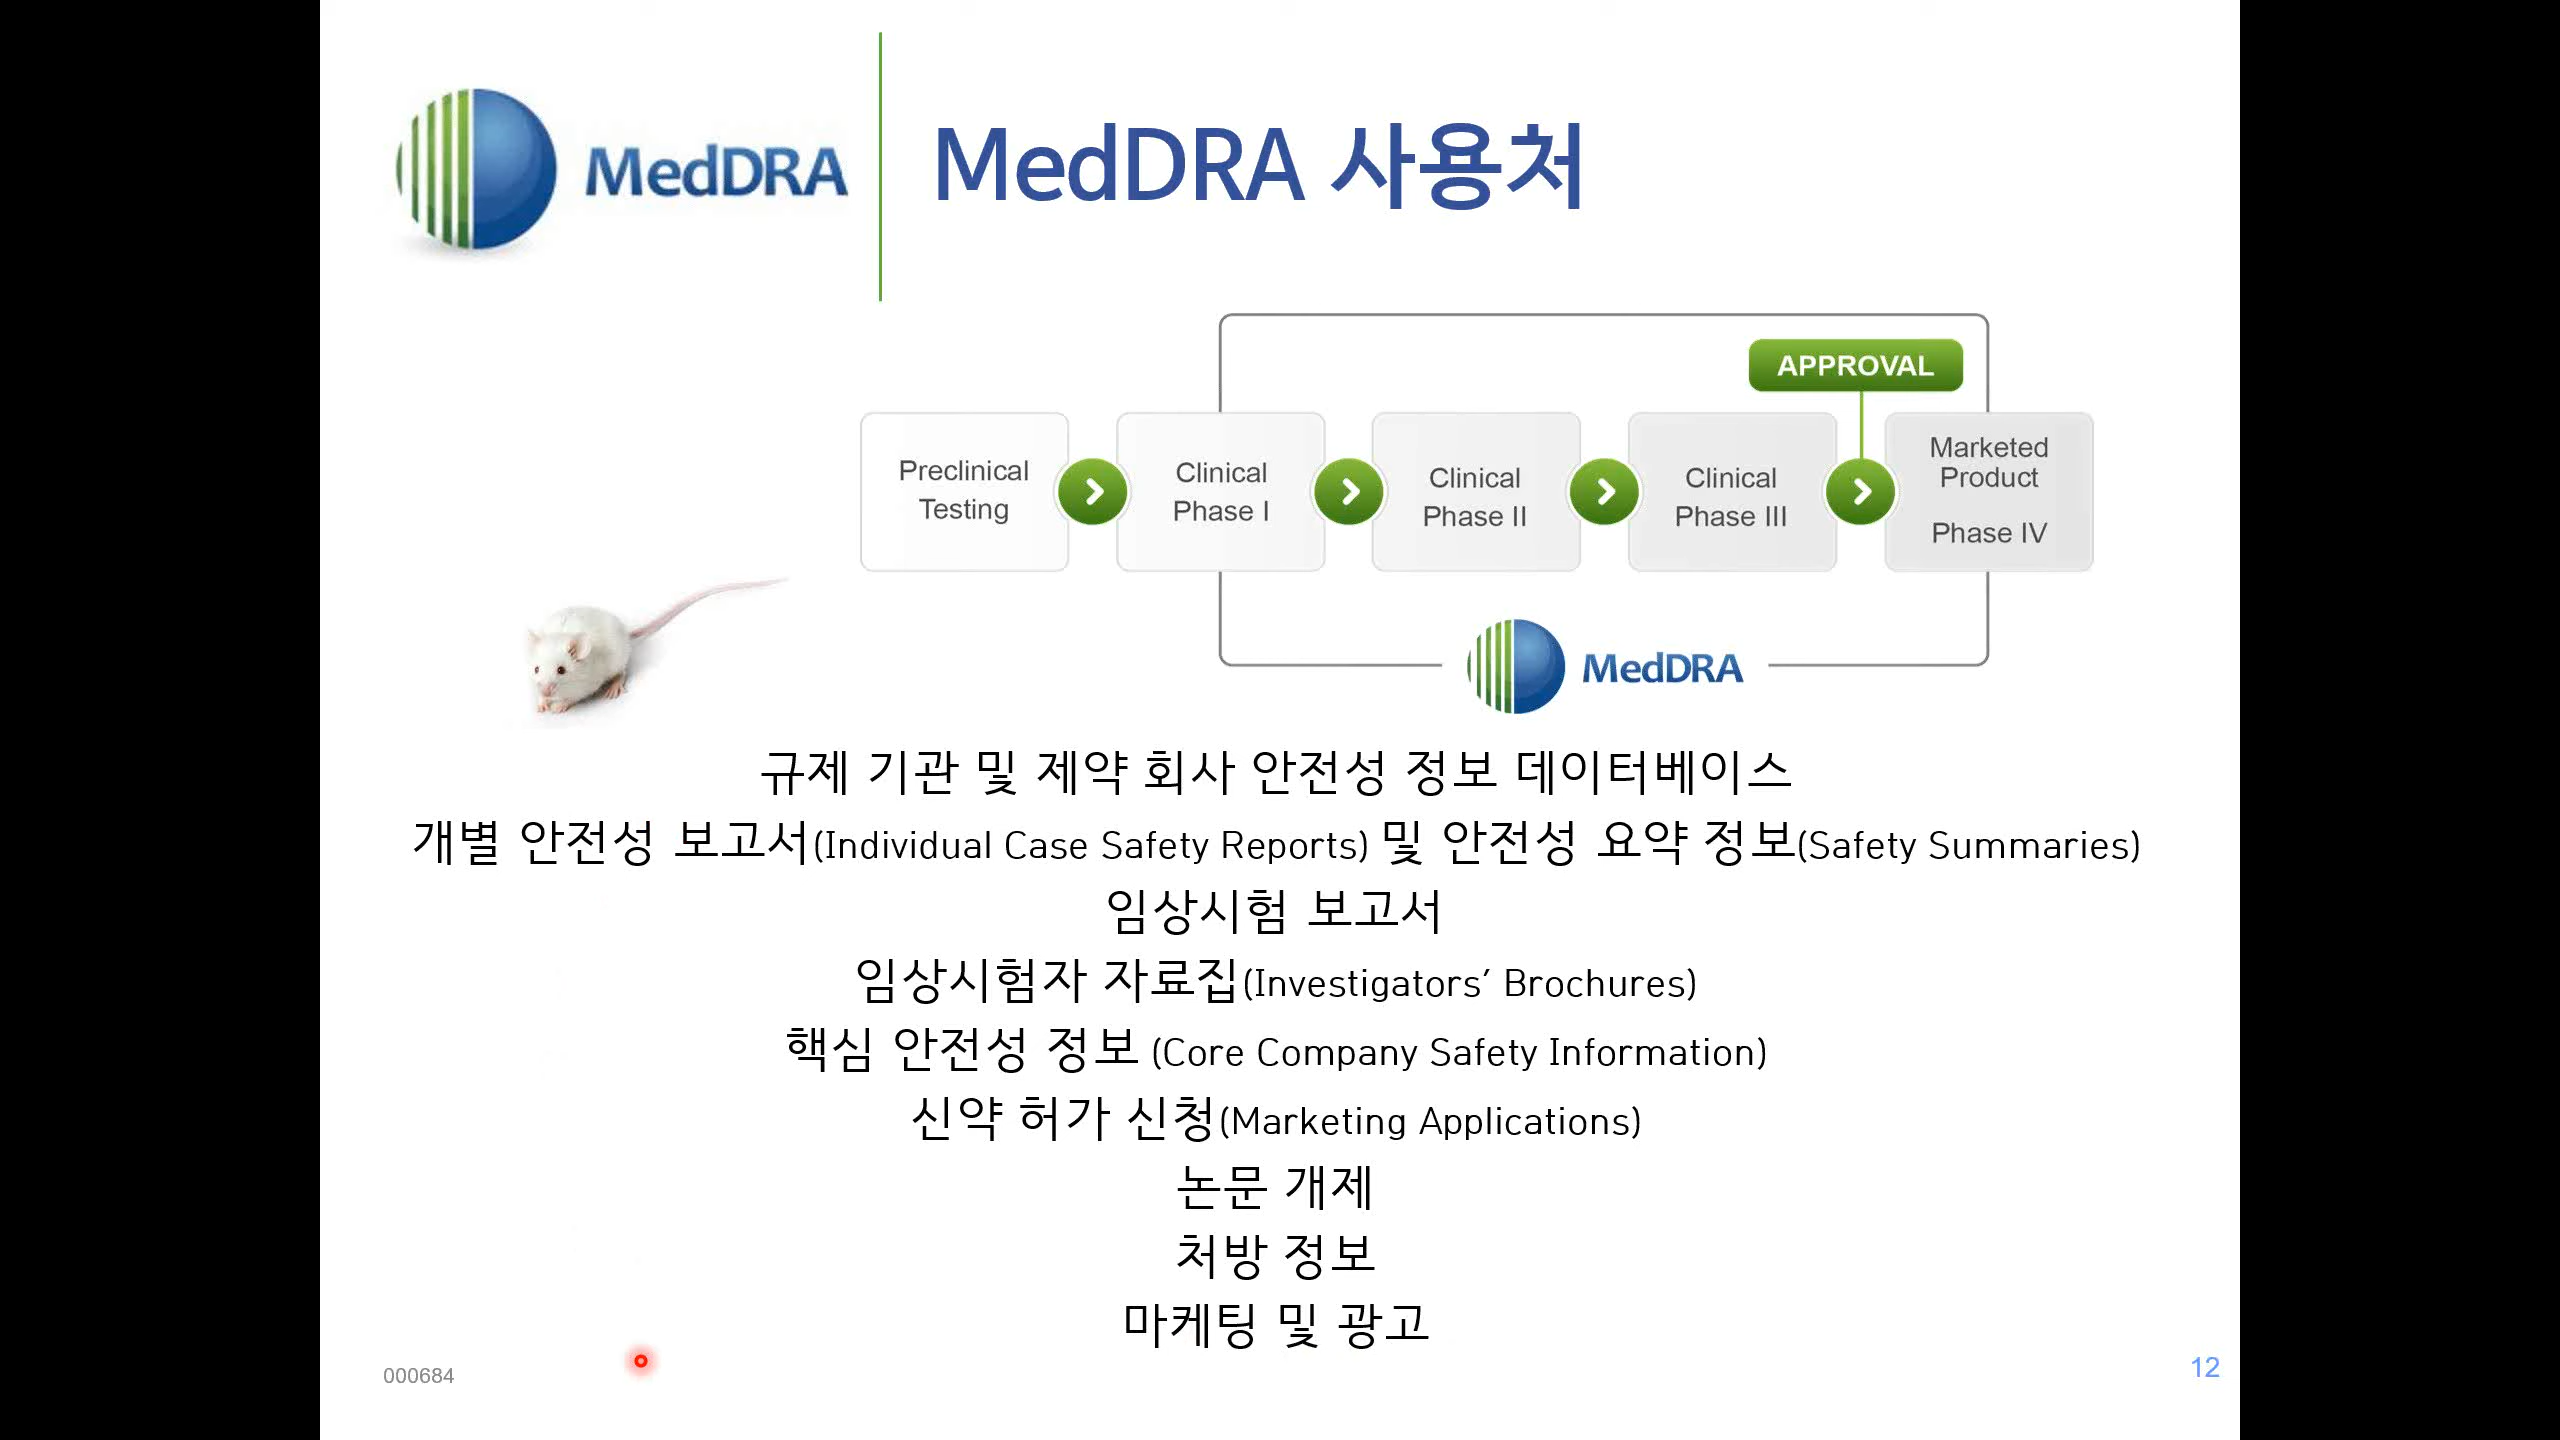 MedDRA
MedDRA 사용처
APPROVAL
Preclinical
Testing
Clinical
Phase I
Clinical
Phase II
Clinical
Phase III
Marketed
Product
Phase IV
MedDRA
규제 기관 및 제약 회사 안전성 정보 데이터베이스
개별 안전성 보고서(Individual Case Safety Reports) 및 안전성 요약 정보(Safety Summaries)
임상시험 보고서
임상시험자 자료집(Investigators’ Brochures)
핵심 안전성 정보 (Core Company Safety Information)
신약 허가 신청(Marketing Applications)
논문 개제
처방 정보
마케팅 및 광고
000684
12